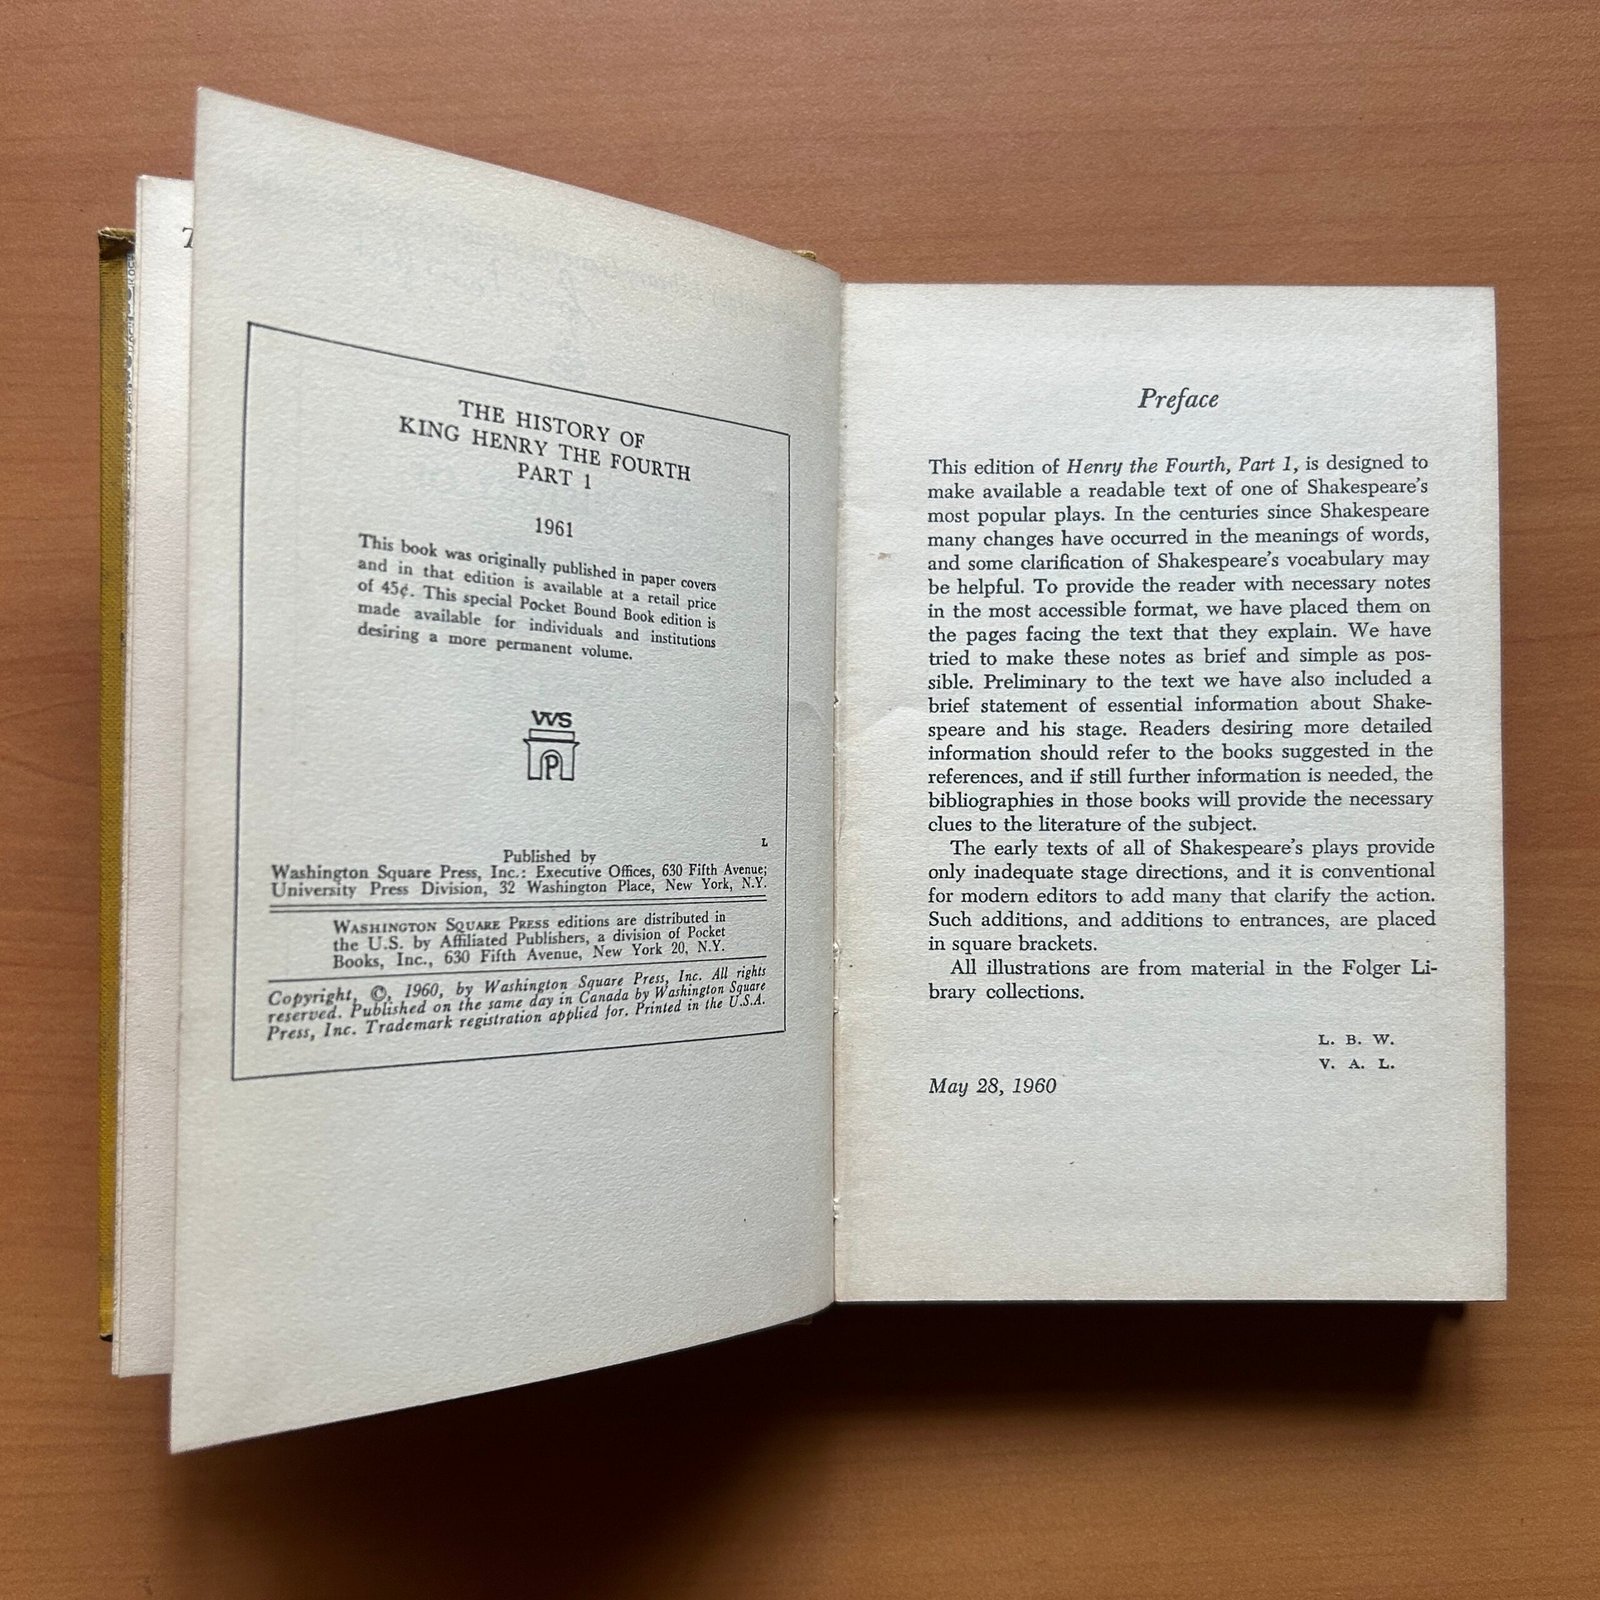 THE HISTORY OF
KING HENRY THE FOURTH
PART 1
1961
This book was originally published in paper covers
and in that edition is available at a retail price
of 45¢. This special Pocket Bound Book edition is
made available for individuals and institutions
desiring a more permanent volume.
WS
P
L
Published by
Washington Square Press, Inc.: Executive Offices, 630 Fifth Avenue;
University Press Division, 32 Washington Place, New York, N.Y.
WASHINGTON SQUARE PRESS editions are distributed in
the U.S. by Affiliated Publishers, a division of Pocket
Books, Inc., 630 Fifth Avenue, New York 20, N.Y.
Copyright, ©, 1960, by Washington Square Press, Inc. All rights
reserved. Published on the same day in Canada by Washington Square
Press, Inc. Trademark registration applied for. Printed in the U.S.A.
Preface
This edition of Henry the Fourth, Part 1, is designed to
make available a readable text of one of Shakespeare's
most popular plays. In the centuries since Shakespeare
many changes have occurred in the meanings of words,
and some clarification of Shakespeare's vocabulary may
be helpful. To provide the reader with necessary notes
in the most accessible format, we have placed them on
the pages facing the text that they explain. We have
tried to make these notes as brief and simple as pos-
sible. Preliminary to the text we have also included a
brief statement of essential information about Shake-
speare and his stage. Readers desiring more detailed
information should refer to the books suggested in the
references, and if still further information is needed, the
bibliographies in those books will provide the necessary
clues to the literature of the subject.
The early texts of all of Shakespeare's plays provide
only inadequate stage directions, and it is conventional
for modern editors to add many that clarify the action.
Such additions, and additions to entrances, are placed
in square brackets.
All illustrations are from material in the Folger Li-
brary collections.
L. B. W.
V. A. L.
May 28, 1960